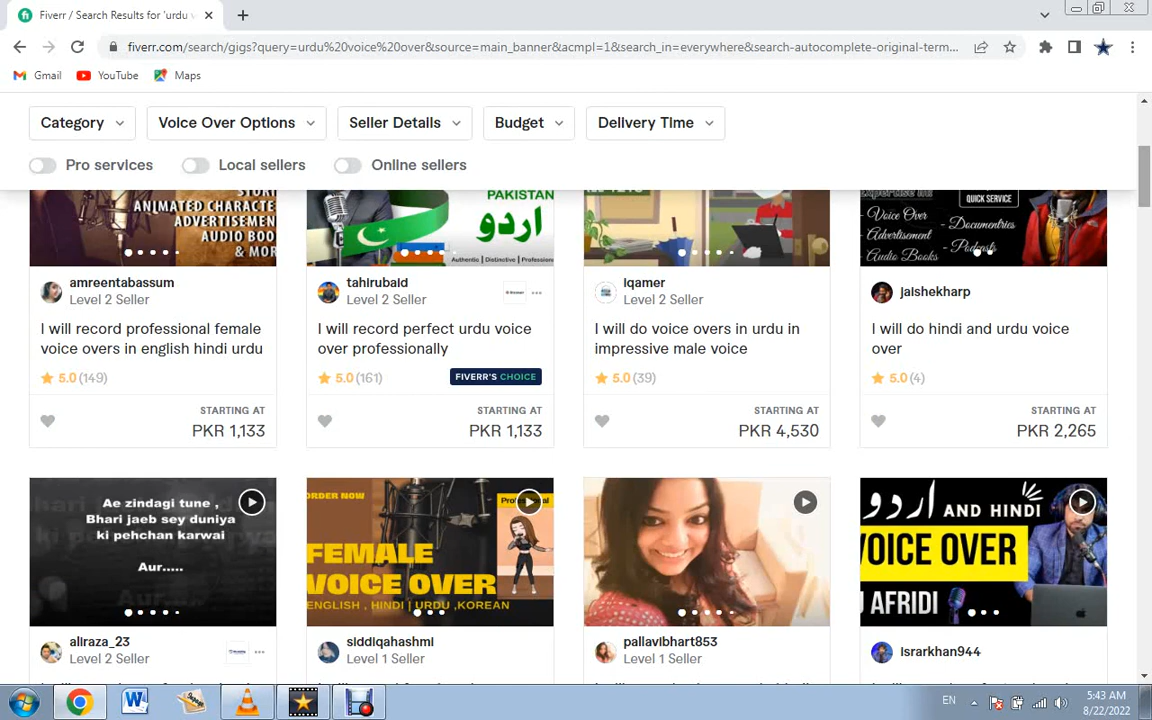 Fiverr / Search Results for 'urdu v
fiverr.com/search/gigs?query=urdu%20voice%20over&source=main_banner&acmpl=1&search_in=everywhere&search-autocomplete-original-term...
Gmail YouTube Maps
Category Voice Over Options Seller Details Budget Delivery Time
Pro services Local sellers Online sellers
ANIMATED CHARACTE
ADVERTISEMEN
AUDIO BOO
& MOR
PAKISTAN
اردو
Authentic | Distinctive | Profession
QUICK SERVICE
- Voice Over
- Advertisement
- Audio Books
- Documentries
- Podcasts
amreentabassum
Level 2 Seller
I will record professional female
voice overs in english hindi urdu
5.0 (149)
STARTING AT
PKR 1,133
tahirubaid
Level 2 Seller
I will record perfect urdu voice
over professionally
5.0 (161) FIVERR'S CHOICE
STARTING AT
PKR 1,133
iqamer
Level 2 Seller
I will do voice overs in urdu in
impressive male voice
5.0 (39)
STARTING AT
PKR 4,530
jaishekharp
I will do hindi and urdu voice
over
5.0 (4)
STARTING AT
PKR 2,265
Ae zindagi tune ,
Bhari jaeb sey duniya
ki pehchan karwai
Aur.....
aliraza_23
Level 2 Seller
ORDER NOW
FEMALE
VOICE OVER
ENGLISH , HINDI | URDU ,KOREAN
siddiqahashmi
Level 1 Seller
pallavibhart853
Level 1 Seller
اردو AND HINDI
VOICE OVER
AFRIDI
israrkhan944
EN
5:43 AM
8/22/2022